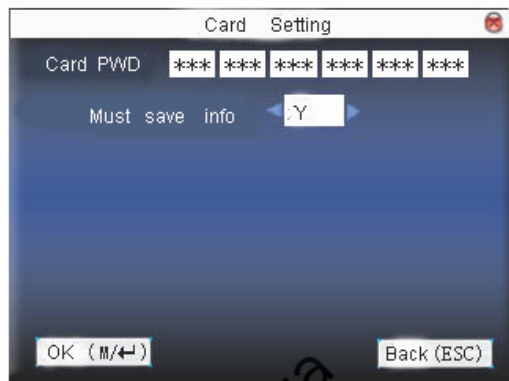 Card Setting
Card PWD *** *** *** *** *** ***
Must save info Y
OK (M/↵) Back (ESC)